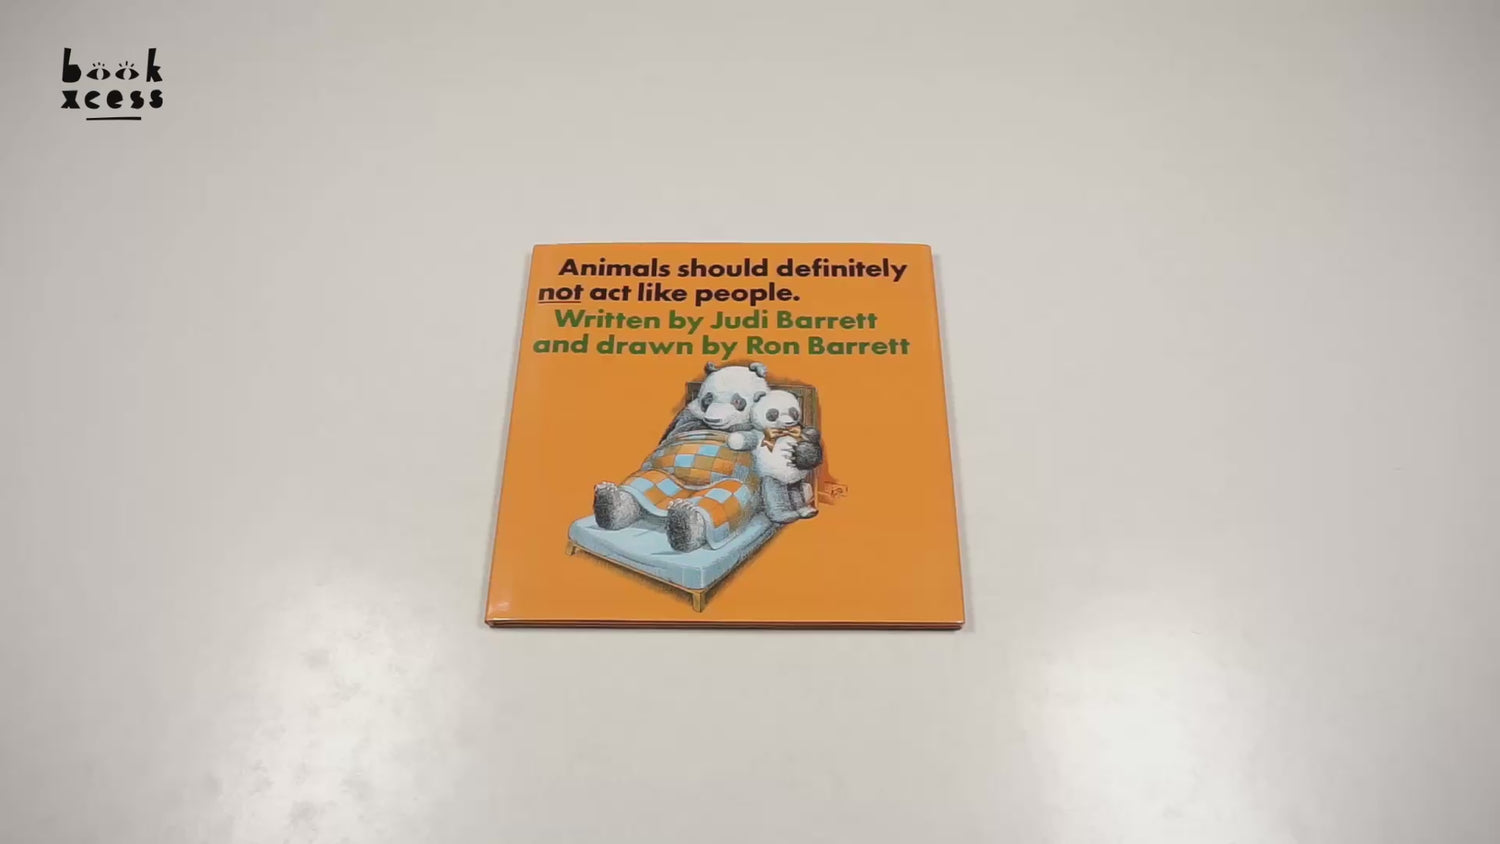 book
xcess
Animals should definitely
not act like people.
Written by Judi Barrett
and drawn by Ron Barrett